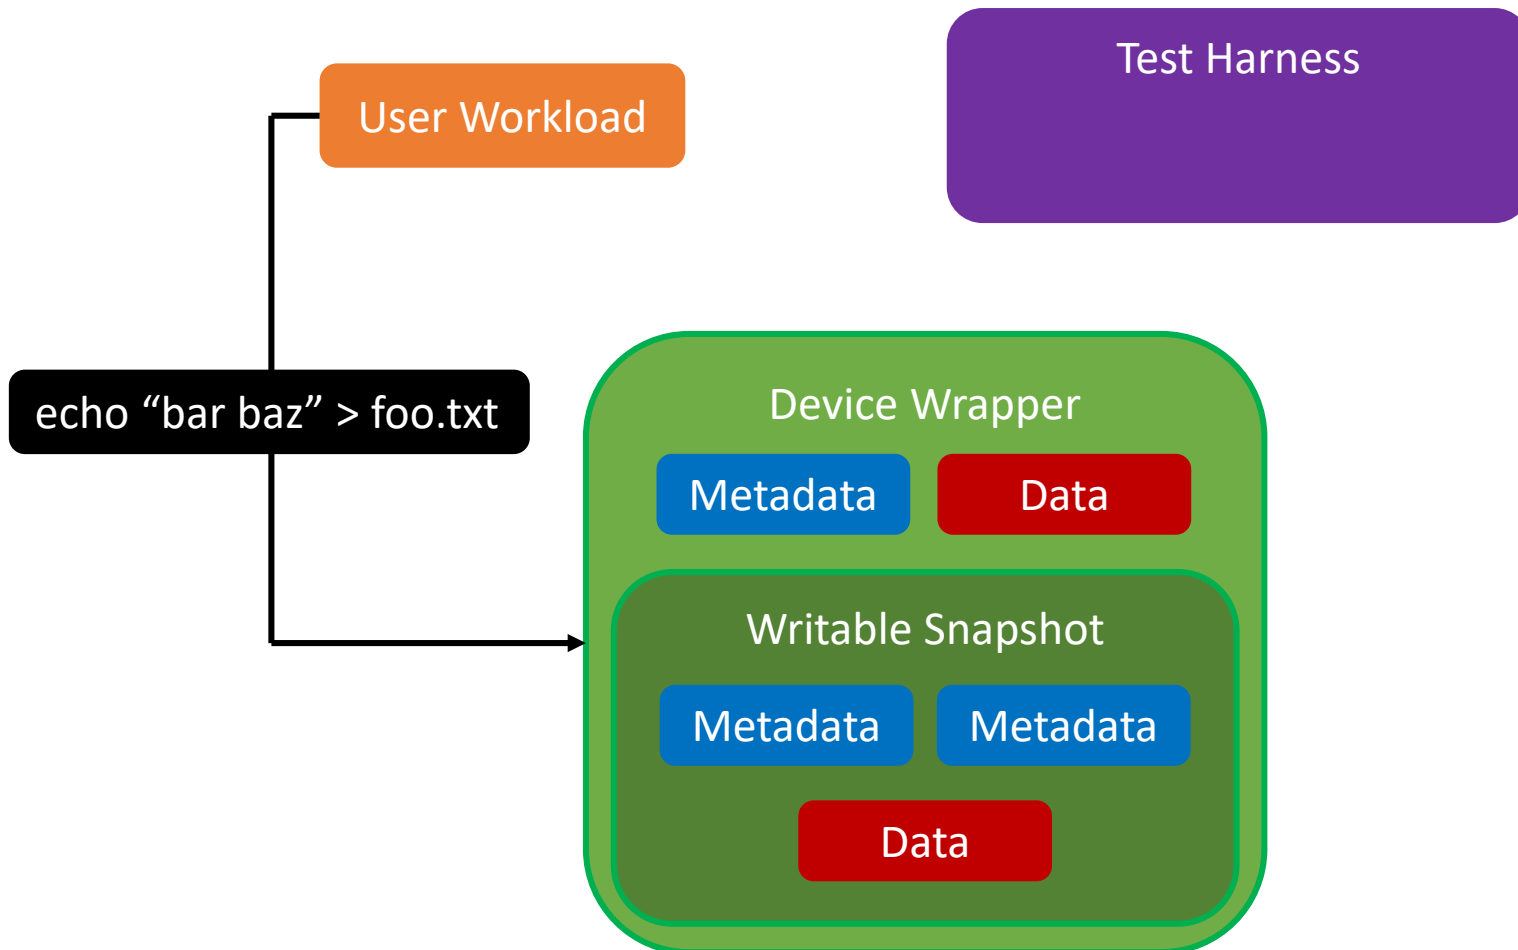 Test Harness
User Workload
echo “bar baz” > foo.txt
Device Wrapper
Metadata
Data
Writable Snapshot
Metadata
Metadata
Data